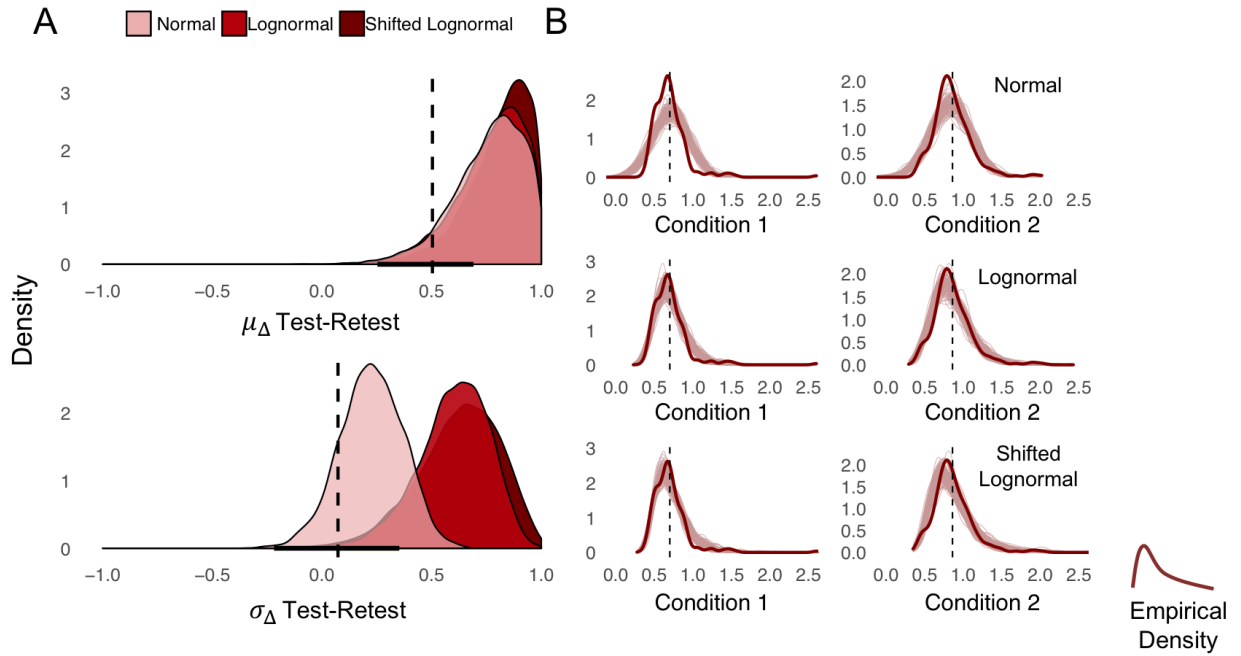 A
Normal Lognormal Shifted Lognormal
Density
3
2
1
0
−1.0 −0.5 0.0 0.5 1.0
μΔ Test-Retest
2
1
0
−1.0 −0.5 0.0 0.5 1.0
σΔ Test-Retest
B
2
1
0
0.0 0.5 1.0 1.5 2.0 2.5
Condition 1
Normal
2.0
1.5
1.0
0.5
0.0
0.0 0.5 1.0 1.5 2.0 2.5
Condition 2
3
2
1
0
0.0 0.5 1.0 1.5 2.0 2.5
Condition 1
Lognormal
2.0
1.5
1.0
0.5
0.0
0.0 0.5 1.0 1.5 2.0 2.5
Condition 2
3
2
1
0
0.0 0.5 1.0 1.5 2.0 2.5
Condition 1
Shifted
Lognormal
2.0
1.5
1.0
0.5
0.0
0.0 0.5 1.0 1.5 2.0 2.5
Condition 2
Empirical
Density